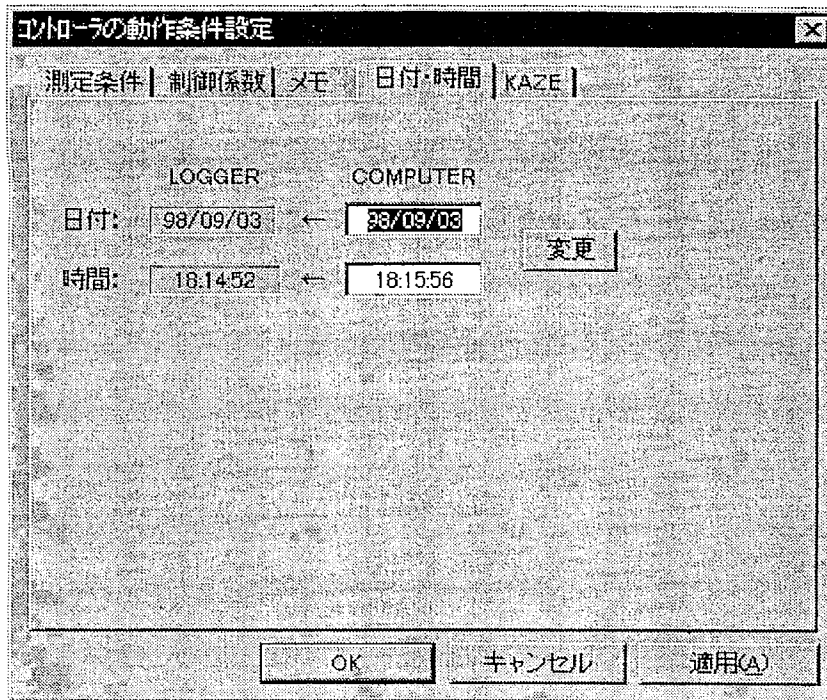 コントローラの動作条件設定
測定条件 制御係数 メモ 日付・時間 KAZE
LOGGER COMPUTER
日付: 98/09/03 ← 98/09/03
変更
時間: 18:14:52 ← 18:15:56
OK キャンセル 適用(A)